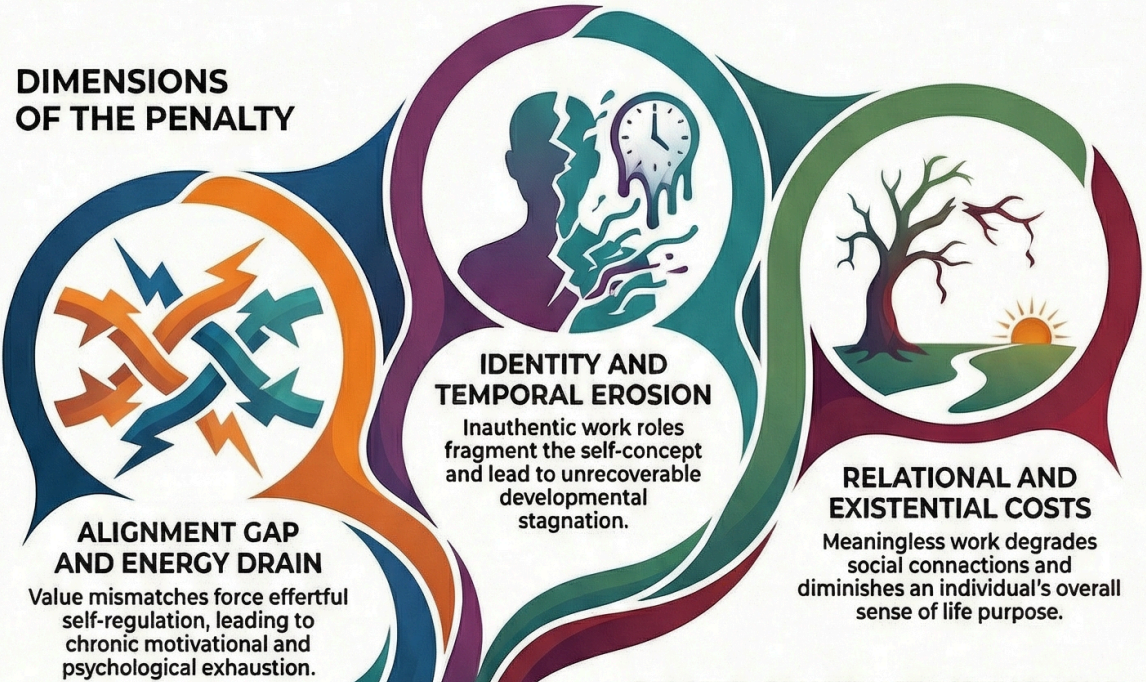 DIMENSIONS
OF THE PENALTY
ALIGNMENT GAP
AND ENERGY DRAIN
Value mismatches force effertful
self-regulation, leading to
chronic motivational and
psychological exhaustion.
IDENTITY AND
TEMPORAL EROSION
Inauthentic work roles
fragment the self-concept
and lead to unrecoverable
developmental
stagnation.
RELATIONAL AND
EXISTENTIAL COSTS
Meaningless work degrades
social connactions and
diminishes an individual's overall
sense of life purpose.